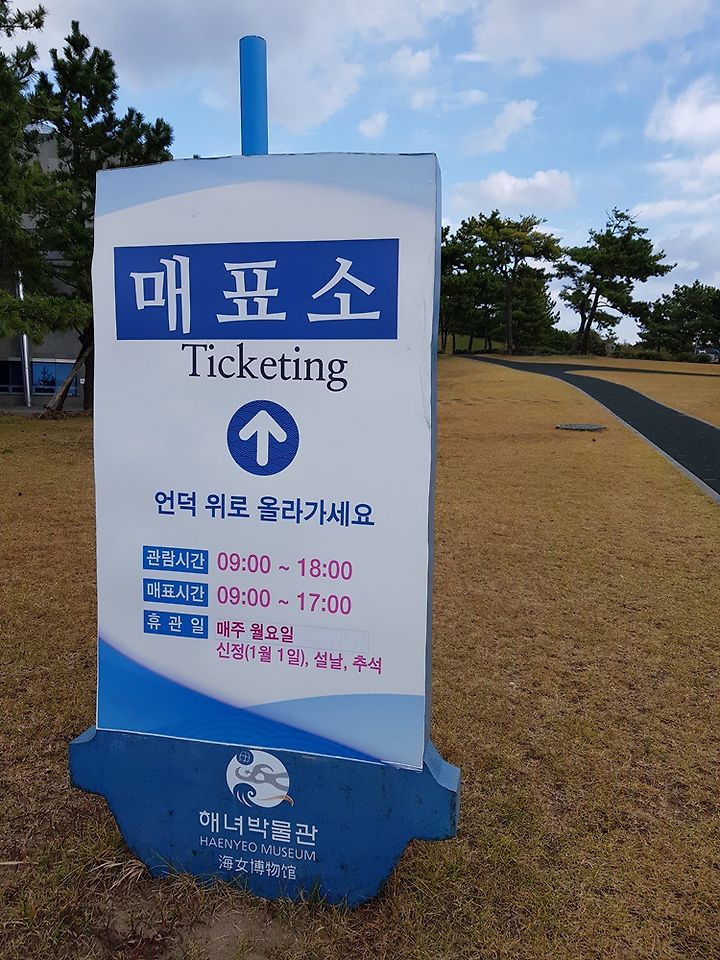 매표소
Ticketing
언덕 위로 올라가세요
관람시간 09:00 ~ 18:00
매표시간 09:00 ~ 17:00
휴관일 매주 월요일
신정(1월 1일), 설날, 추석
해녀박물관
HAENYEO MUSEUM
海女博物馆